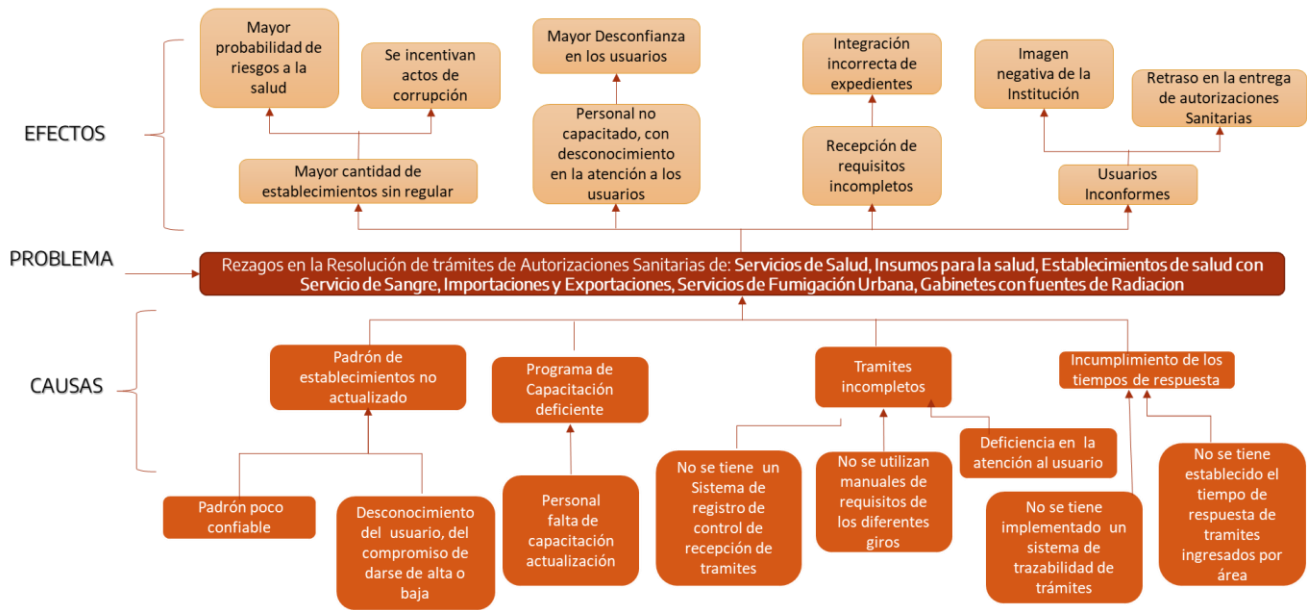 Mayor
probabilidad de
riesgos a la
salud
Se incentivan
actos de
corrupción
Mayor Desconfianza
en los usuarios
Integración
incorrecta de
expedientes
Imagen
negativa de la
Institución
Retraso en la entrega
de autorizaciones
Sanitarias
EFECTOS
Mayor cantidad de
establecimientos sin regular
Personal no
capacitado, con
desconocimiento
en la atención a los
usuarios
Recepción de
requisitos
incompletos
Usuarios
Inconformes
PROBLEMA
Rezagos en la Resolución de trámites de Autorizaciones Sanitarias de: Servicios de Salud, Insumos para la salud, Establecimientos de salud con
Servicio de Sangre, Importaciones y Exportaciones, Servicios de Fumigación Urbana, Gabinetes con fuentes de Radiacion
CAUSAS
Padrón de
establecimientos no
actualizado
Programa de
Capacitación
deficiente
Tramites
incompletos
Incumplimiento de los
tiempos de respuesta
Padrón poco
confiable
Desconocimiento
del usuario, del
compromiso de
darse de alta o
baja
Personal
falta de
capacitación
actualización
No se tiene un
Sistema de
registro de
control de
recepción de
tramites
No se utilizan
manuales de
requisitos de
los diferentes
giros
Deficiencia en la
atención al usuario
No se tiene
implementado un
sistema de
trazabilidad de
trámites
No se tiene
establecido el
tiempo de
respuesta de
tramites
ingresados por
área